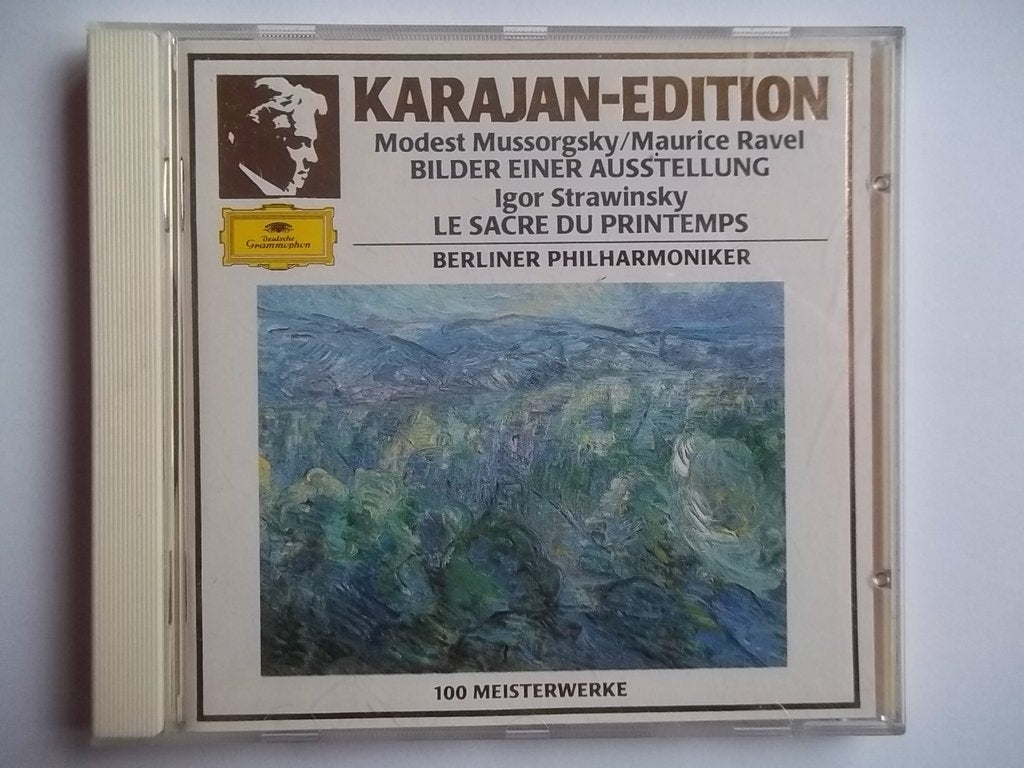 KARAJAN-EDITION
Modest Mussorgsky/Maurice Ravel
BILDER EINER AUSSTELLUNG
Igor Strawinsky
LE SACRE DU PRINTEMPS
Deutsche
Grammophon
BERLINER PHILHARMONIKER
100 MEISTERWERKE